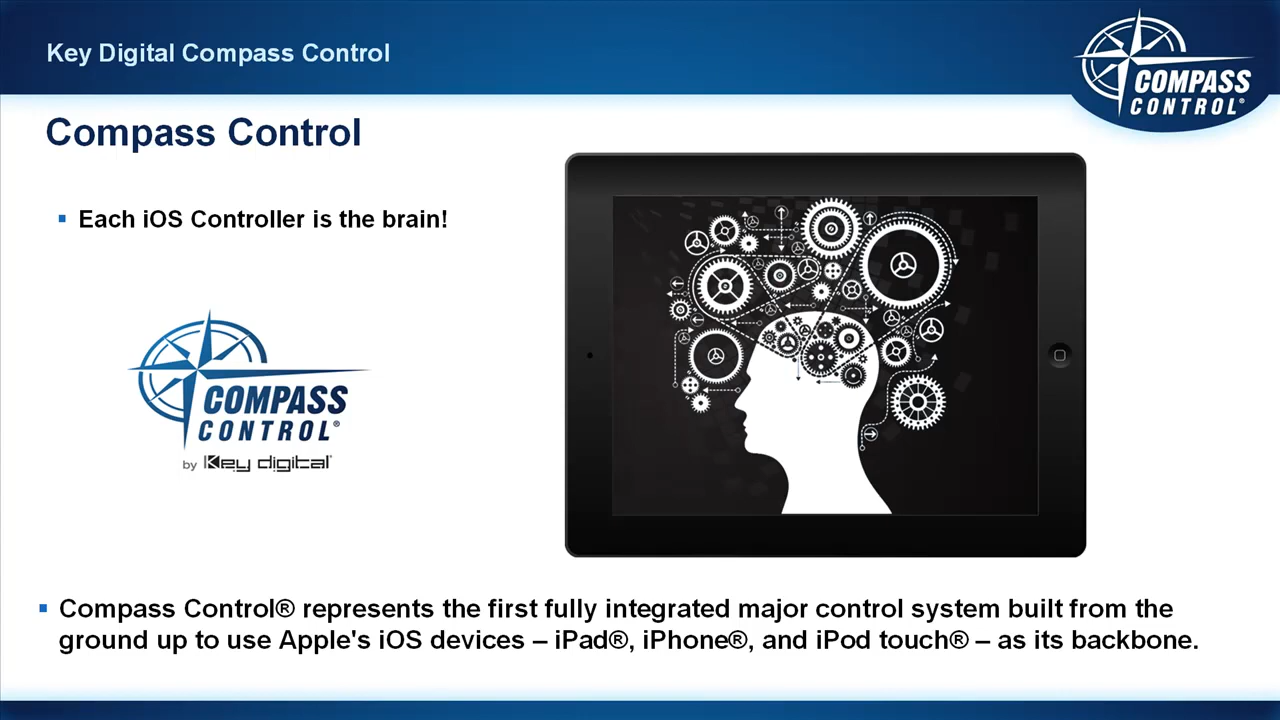 Key Digital Compass Control
COMPASS
CONTROL®
Compass Control
▪ Each iOS Controller is the brain!
COMPASS
CONTROL®
by Key digital®
▪ Compass Control® represents the first fully integrated major control system built from the
ground up to use Apple's iOS devices – iPad®, iPhone®, and iPod touch® – as its backbone.